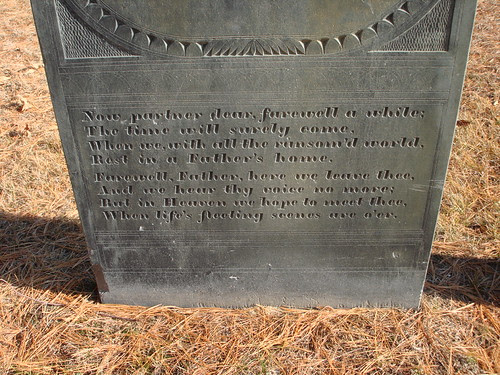 Now partner dear, farewell a while;
The time will surely come,
When we, with all the ransom'd world,
Rest in a Father's home.
Farewell, Father, here we leave thee,
And we hear thy voice no more;
But in Heaven we hope to meet thee,
When life's fleeting scenes are o'er.